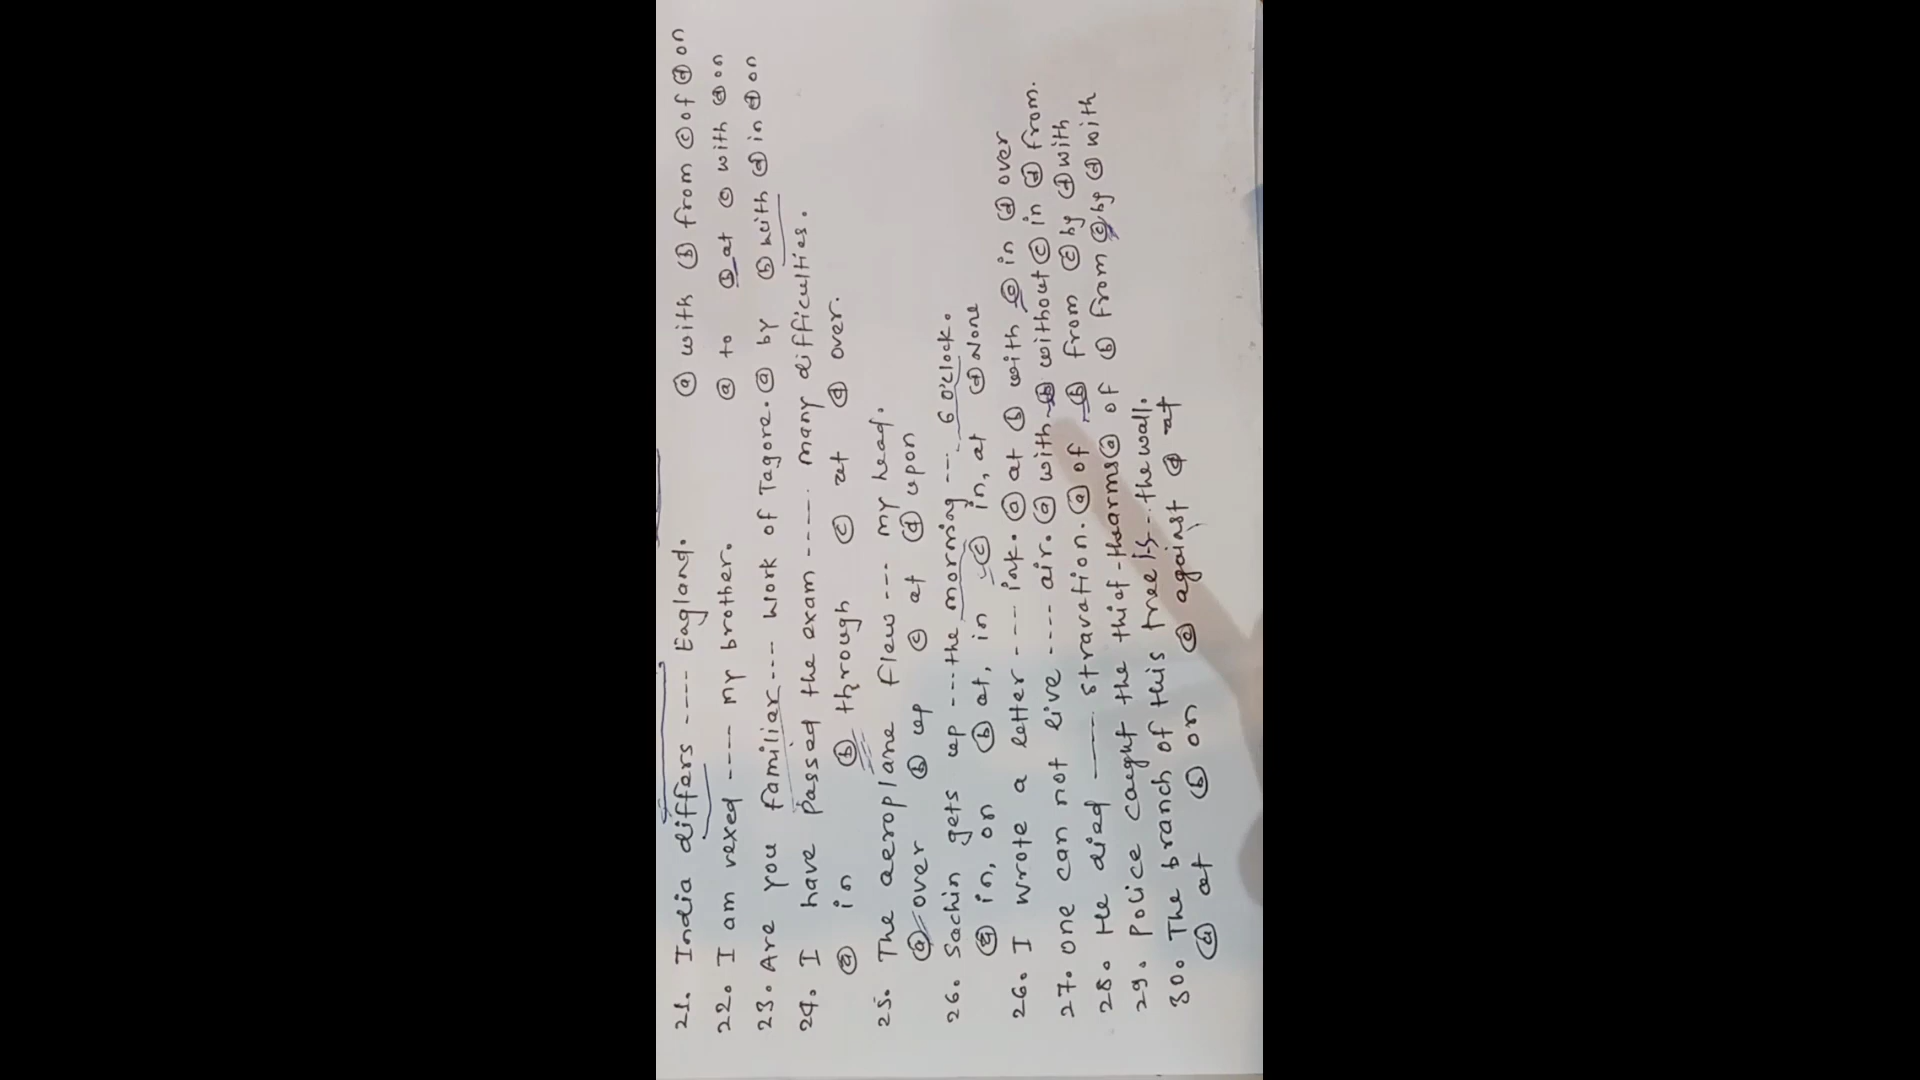 21. India differs ---- England. ⓐ with ⓑ from ⓒ of ⓓ on
22. I am vexed ---- my brother. ⓐ to ⓑ at ⓒ with ⓓ on
23. Are you familiar ---- work of Tagore. ⓐ by ⓑ with ⓓ in ⓓ on
24. I have passed the exam ----- many difficulties.
ⓐ in ⓑ through ⓒ at ⓓ over.
25. The aeroplane flew --- my head.
ⓐ over ⓑ up ⓒ at ⓓ upon
26. Sachin gets up --- the morning --- 6 O'clock.
ⓐ in, on ⓑ at, in ⓒ in, at ⓓ None
26. I wrote a letter ---- ink. ⓐ at ⓑ with ⓒ in ⓓ over
27. One can not live ---- air. ⓐ with ⓑ without ⓒ in ⓓ from.
28. He died ---- stravation. ⓐ of ⓑ from ⓒ by ⓓ with
29. Police caught the thief - the arms ⓐ of ⓑ from ⓒ by ⓓ with
30. The branch of this tree is --- the wall.
ⓐ at ⓑ on ⓒ against ⓓ at